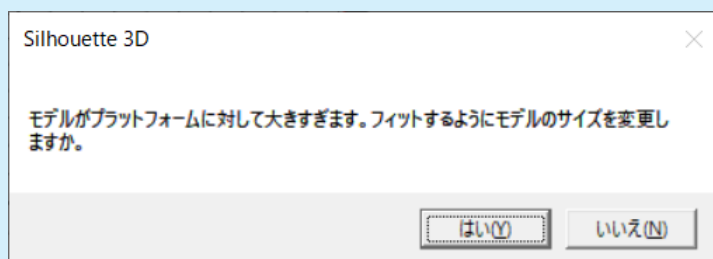 Silhouette 3D
モデルがプラットフォームに対して大きすぎます。フィットするようにモデルのサイズを変更し
ますか。
はい(Y)
いいえ(N)